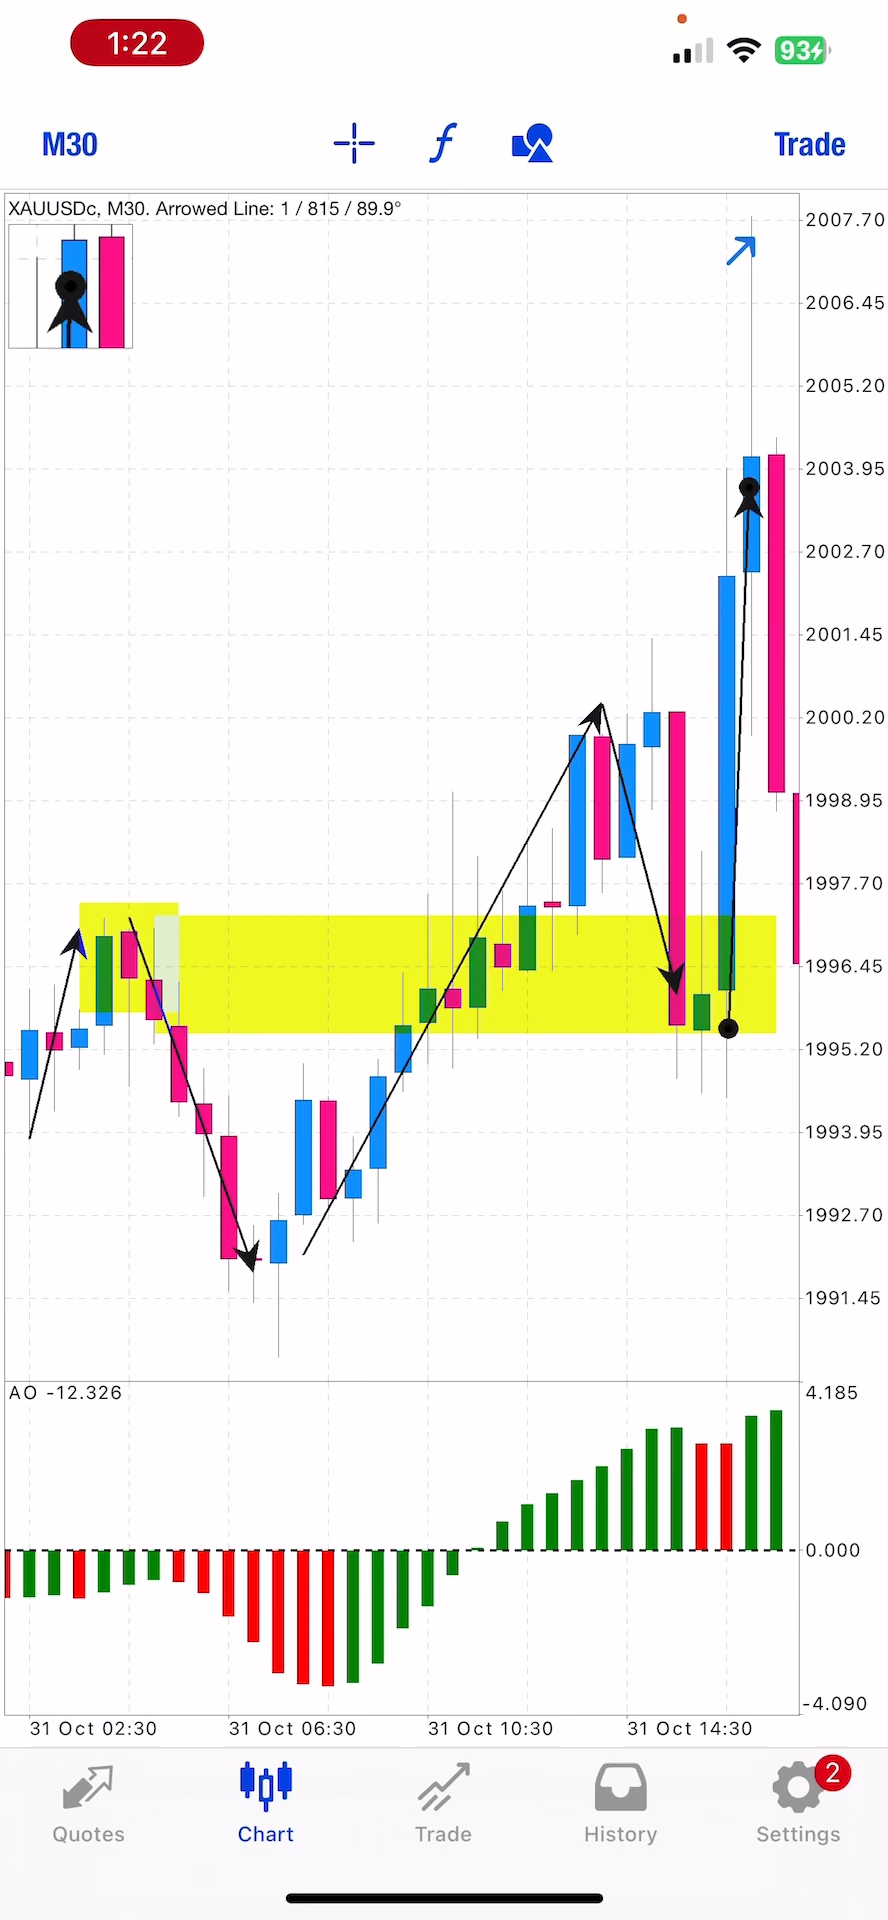 1:22
93
M30
Trade
XAUUSDc, M30. Arrowed Line: 1 / 815 / 89.9°
2007.70
2006.45
2005.20
2003.95
2002.70
2001.45
2000.20
1998.95
1997.70
1996.45
1995.20
1993.95
1992.70
1991.45
AO -12.326
4.185
0.000
-4.090
31 Oct 02:30
31 Oct 06:30
31 Oct 10:30
31 Oct 14:30
2
Quotes
Chart
Trade
History
Settings